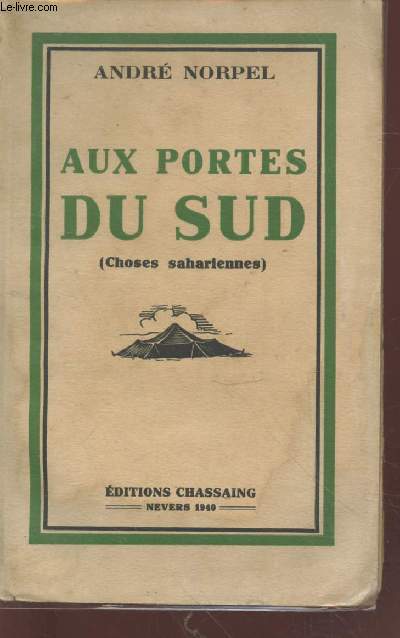 Le-livre.com
ANDRÉ NORPEL
AUX PORTES
DU SUD
(Choses sahariennes)
ÉDITIONS CHASSAING
NEVERS 1940